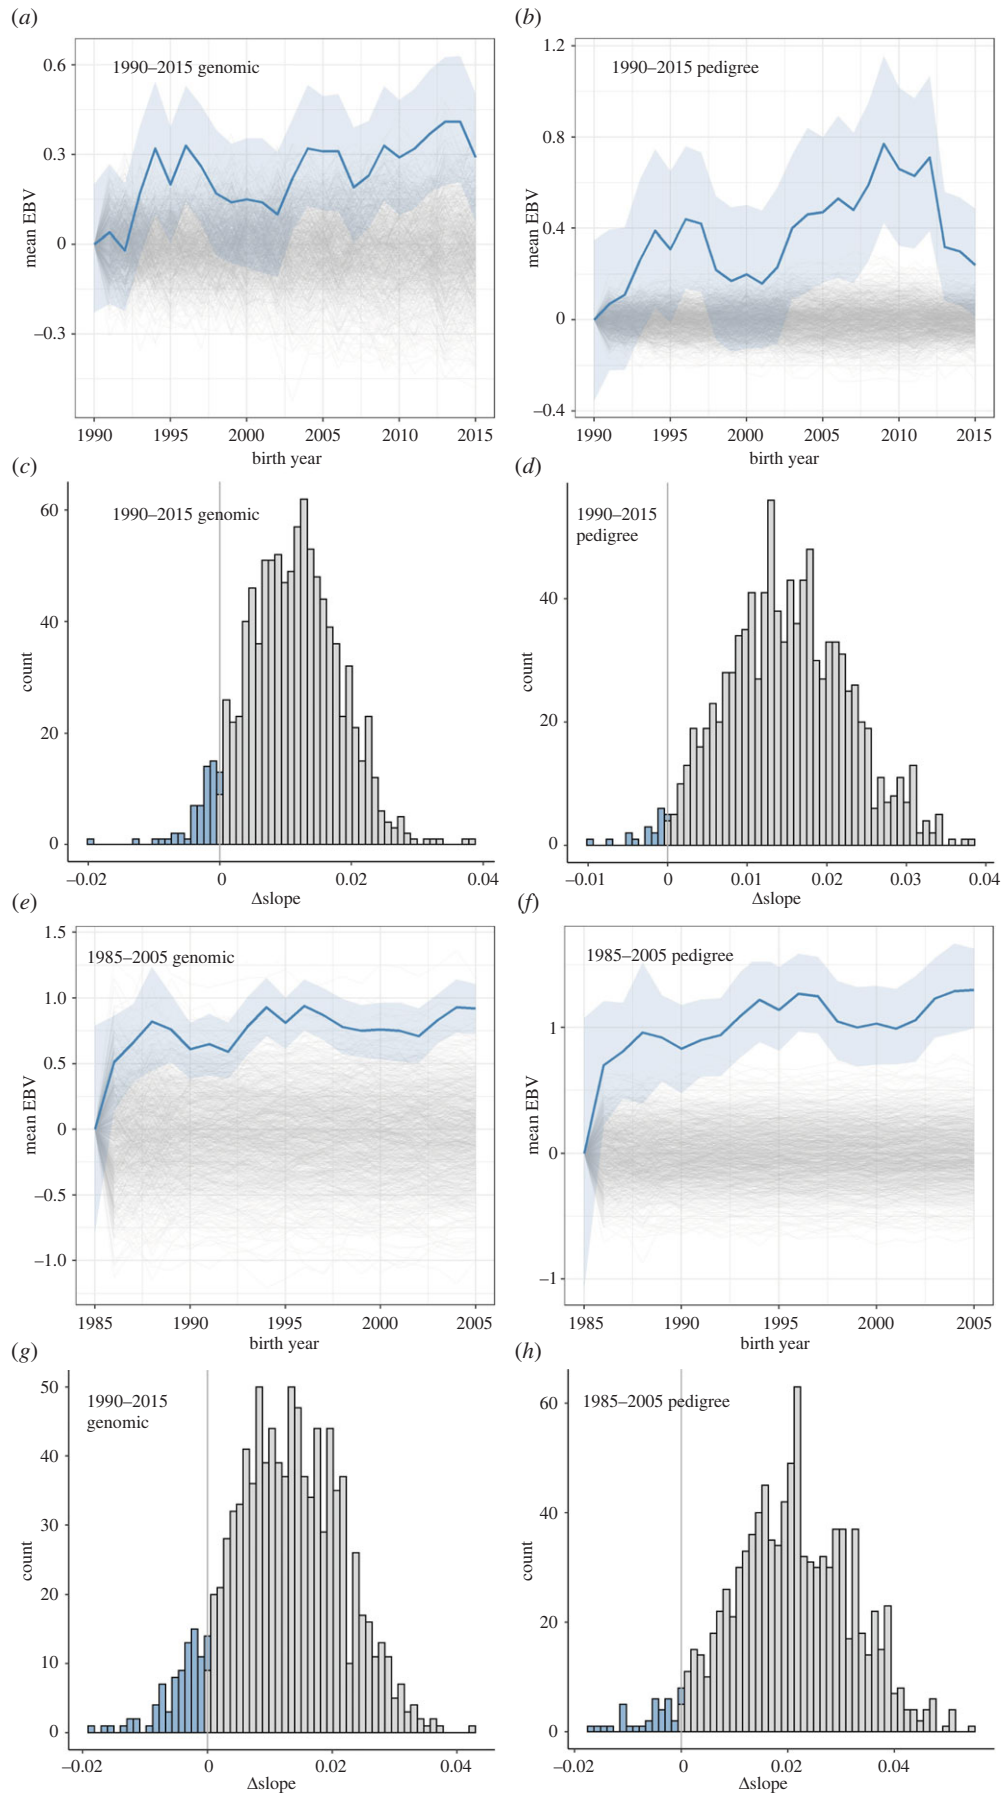 (a)
(b)
0.6
0.3
0
–0.3
mean EBV
1990–2015 genomic
1990
1995
2000
2005
2010
2015
birth year
1.2
0.8
0.4
0
–0.4
mean EBV
1990–2015 pedigree
1990
1995
2000
2005
2010
2015
birth year
(c)
(d)
60
40
20
0
count
1990–2015 genomic
–0.02
0
0.02
0.04
Δslope
40
20
0
count
1990–2015
pedigree
–0.01
0
0.01
0.02
0.03
0.04
Δslope
(e)
(f)
1.5
1.0
0.5
0
–0.5
–1.0
mean EBV
1985–2005 genomic
1985
1990
1995
2000
2005
birth year
1
0
–1
mean EBV
1985–2005 pedigree
1985
1990
1995
2000
2005
birth year
(g)
(h)
50
40
30
20
10
0
count
1990–2015
genomic
–0.02
0
0.02
0.04
Δslope
60
40
20
0
count
1985–2005 pedigree
–0.02
0
0.02
0.04
Δslope